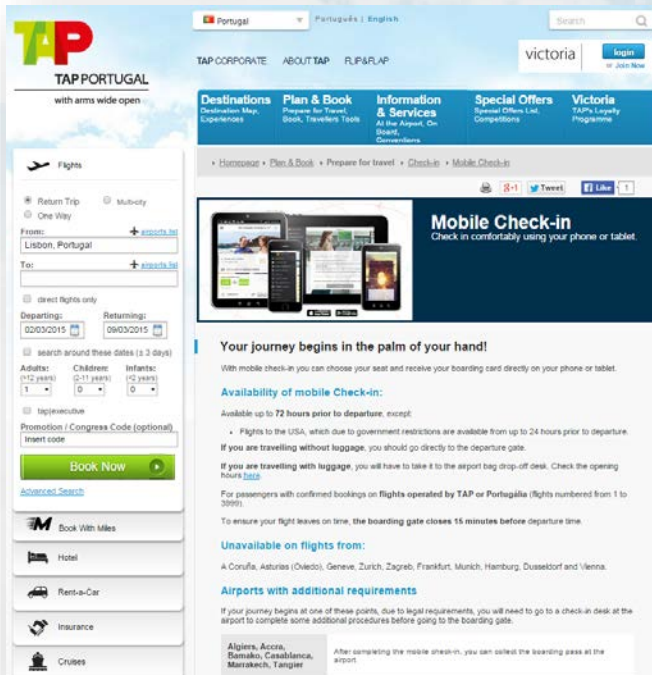 TAP
TAP PORTUGAL
with arms wide open
Portugal
Português | English
Search
TAP CORPORATE ABOUT TAP FLIP&FLAP
victoria
login
or Join Now
Destinations
Destination Map,
Experiences
Plan & Book
Prepare for Travel,
Book, Travellers Tools
Information
& Services
At the Airport, On
Board,
Conventions
Special Offers
Special Offers List,
Competitions
Victoria
TAP's Loyalty
Programme
Flights
Return Trip Multi-city
One Way
From: airports list
Lisbon, Portugal
To: airports list
direct flights only
Departing: Returning:
02/03/2015 09/03/2015
search around these dates (± 3 days)
Adults: Children: Infants:
(+12 years) (2-11 years) (<2 years)
1 0 0
tap|executive
Promotion / Congress Code (optional)
Insert code
Book Now
Advanced Search
Book With Miles
Hotel
Rent-a-Car
Insurance
Cruises
Homepage Plan & Book Prepare for travel Check-in Mobile Check-in
g+1 Tweet Like 1
Mobile Check-in
Check in comfortably using your phone or tablet.
Your journey begins in the palm of your hand!
With mobile check-in you can choose your seat and receive your boarding card directly on your phone or tablet.
Availability of mobile Check-in:
Available up to 72 hours prior to departure, except:
Flights to the USA, which due to government restrictions are available from up to 24 hours prior to departure.
If you are travelling without luggage, you should go directly to the departure gate.
If you are travelling with luggage, you will have to take it to the airport bag drop-off desk. Check the opening
hours here.
For passengers with confirmed bookings on flights operated by TAP or Portugália (flights numbered from 1 to
3999).
To ensure your flight leaves on time, the boarding gate closes 15 minutes before departure time.
Unavailable on flights from:
A Coruña, Asturias (Oviedo), Geneve, Zurich, Zagreb, Frankfurt, Munich, Hamburg, Dusseldorf and Vienna.
Airports with additional requirements
If your journey begins at one of these points, due to legal requirements, you will need to go to a check-in desk at the
airport to complete some additional procedures before going to the boarding gate.
Algiers, Accra,
Bamako, Casablanca,
Marrakech, Tangier
After completing the mobile check-in, you can collect the boarding pass at the
airport